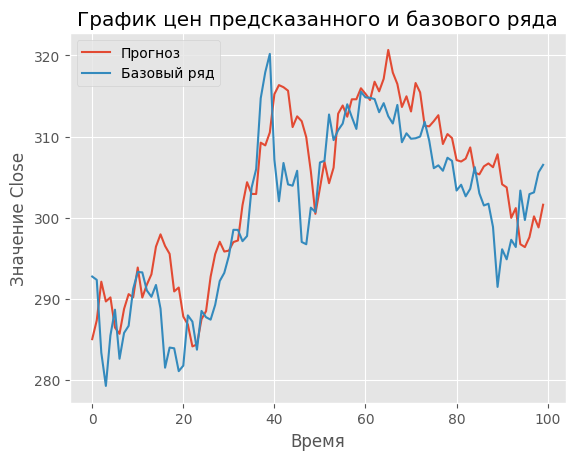 График цен предсказанного и базового ряда
Прогноз
Базовый ряд
Значение Close
320
310
300
290
280
0
20
40
60
80
100
Время